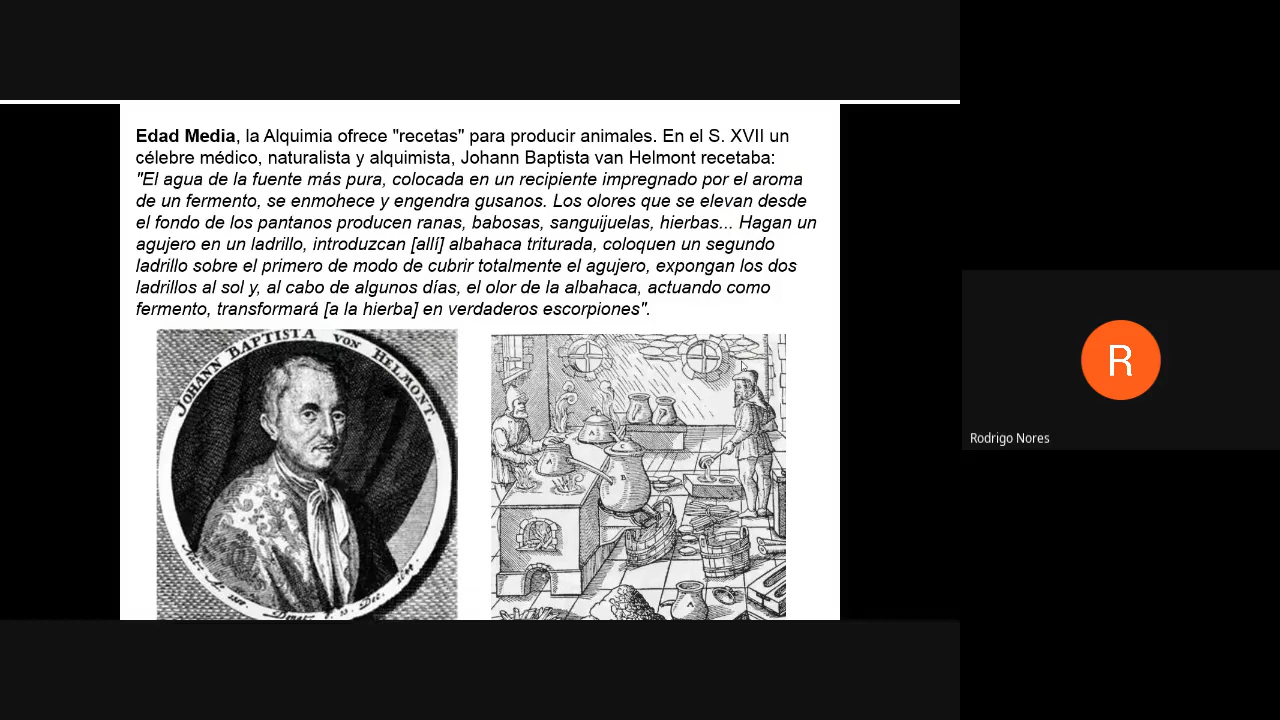 Edad Media, la Alquimia ofrece "recetas" para producir animales. En el S. XVII un
célebre médico, naturalista y alquimista, Johann Baptista van Helmont recetaba:
"El agua de la fuente más pura, colocada en un recipiente impregnado por el aroma
de un fermento, se enmohece y engendra gusanos. Los olores que se elevan desde
el fondo de los pantanos producen ranas, babosas, sanguijuelas, hierbas... Hagan un
agujero en un ladrillo, introduzcan [allí] albahaca triturada, coloquen un segundo
ladrillo sobre el primero de modo de cubrir totalmente el agujero, expongan los dos
ladrillos al sol y, al cabo de algunos días, el olor de la albahaca, actuando como
fermento, transformará [a la hierba] en verdaderos escorpiones".
JOHANN BAPTISTA VON HELMONT.
A
A
B
A
R
Rodrigo Nores